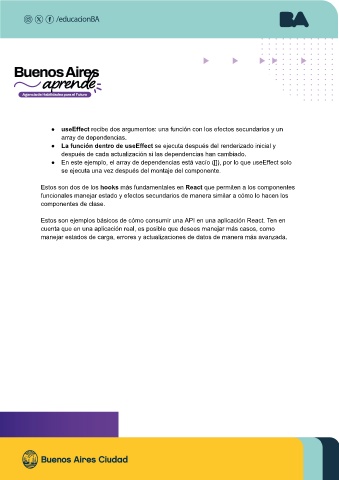 /educacionBA
BA
Buenos Aires
aprende
Agencia de Habilidades para el Futuro
● useEffect recibe dos argumentos: una función con los efectos secundarios y un
array de dependencias.
● La función dentro de useEffect se ejecuta después del renderizado inicial y
después de cada actualización si las dependencias han cambiado.
● En este ejemplo, el array de dependencias está vacío ([]), por lo que useEffect solo
se ejecuta una vez después del montaje del componente.
Estos son dos de los hooks más fundamentales en React que permiten a los componentes
funcionales manejar estado y efectos secundarios de manera similar a cómo lo hacen los
componentes de clase.
Estos son ejemplos básicos de cómo consumir una API en una aplicación React. Ten en
cuenta que en una aplicación real, es posible que desees manejar más casos, como
manejar estados de carga, errores y actualizaciones de datos de manera más avanzada.
Buenos Aires Ciudad